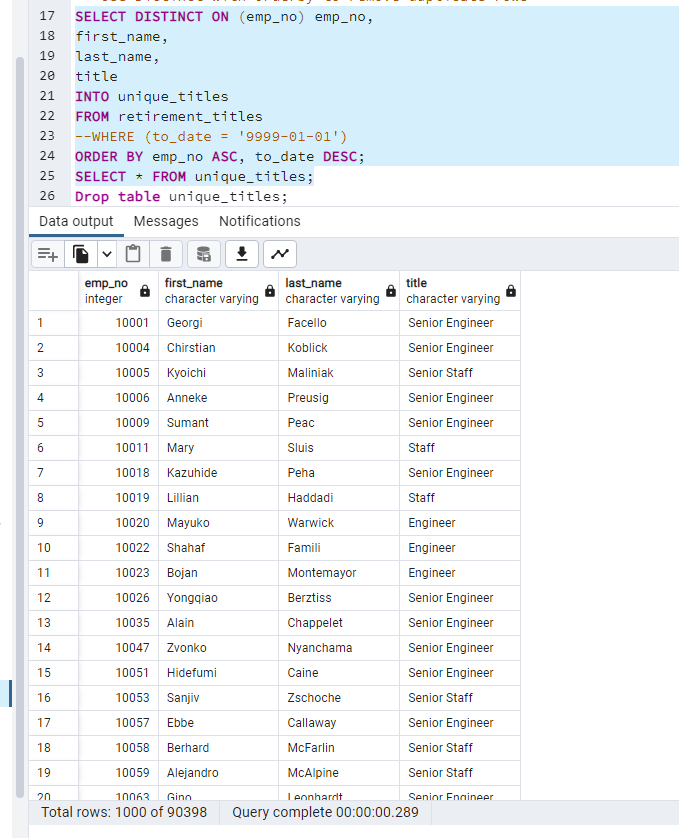 17 SELECT DISTINCT ON (emp_no) emp_no,
18 first_name,
19 last_name,
20 title
21 INTO unique_titles
22 FROM retirement_titles
23 --WHERE (to_date = '9999-01-01')
24 ORDER BY emp_no ASC, to_date DESC;
25 SELECT * FROM unique_titles;
26 Drop table unique_titles;
Data output Messages Notifications
emp_no first_name last_name title
integer character varying character varying character varying
1 10001 Georgi Facello Senior Engineer
2 10004 Chirstian Koblick Senior Engineer
3 10005 Kyoichi Maliniak Senior Staff
4 10006 Anneke Preusig Senior Engineer
5 10009 Sumant Peac Senior Engineer
6 10011 Mary Sluis Staff
7 10018 Kazuhide Peha Senior Engineer
8 10019 Lillian Haddadi Staff
9 10020 Mayuko Warwick Engineer
10 10022 Shahaf Famili Engineer
11 10023 Bojan Montemayor Engineer
12 10026 Yongqiao Berztiss Senior Engineer
13 10035 Alain Chappelet Senior Engineer
14 10047 Zvonko Nyanchama Senior Engineer
15 10051 Hidefumi Caine Senior Engineer
16 10053 Sanjiv Zschoche Senior Staff
17 10057 Ebbe Callaway Senior Engineer
18 10058 Berhard McFarlin Senior Staff
19 10059 Alejandro McAlpine Senior Staff
20 10063 Gino Leonhardt Senior Engineer
Total rows: 1000 of 90398 Query complete 00:00:00.289